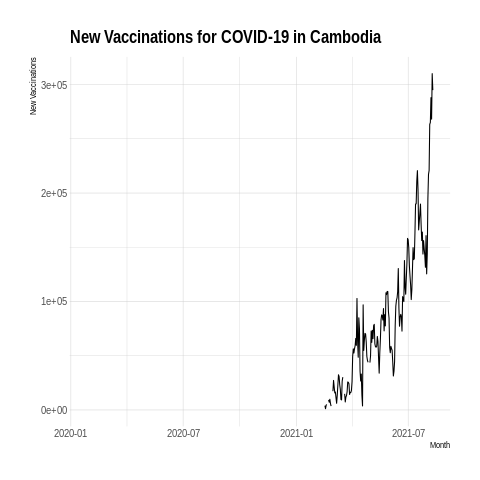 New Vaccinations for COVID-19 in Cambodia
New Vaccinations
3e+05
2e+05
1e+05
0e+00
2020-01 2020-07 2021-01 2021-07
Month